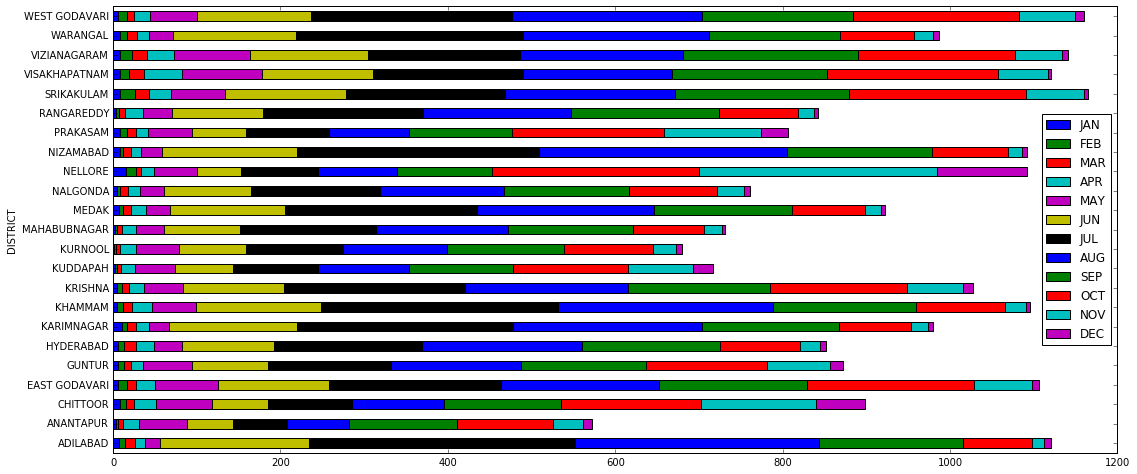 WEST GODAVARI
WARANGAL
VIZIANAGARAM
VISAKHAPATNAM
SRIKAKULAM
RANGAREDDY
PRAKASAM
NIZAMABAD
NELLORE
NALGONDA
MEDAK
MAHABUBNAGAR
KURNOOL
KUDDAPAH
KRISHNA
KHAMMAM
KARIMNAGAR
HYDERABAD
GUNTUR
EAST GODAVARI
CHITTOOR
ANANTAPUR
ADILABAD
DISTRICT
0 200 400 600 800 1000 1200
JAN
FEB
MAR
APR
MAY
JUN
JUL
AUG
SEP
OCT
NOV
DEC